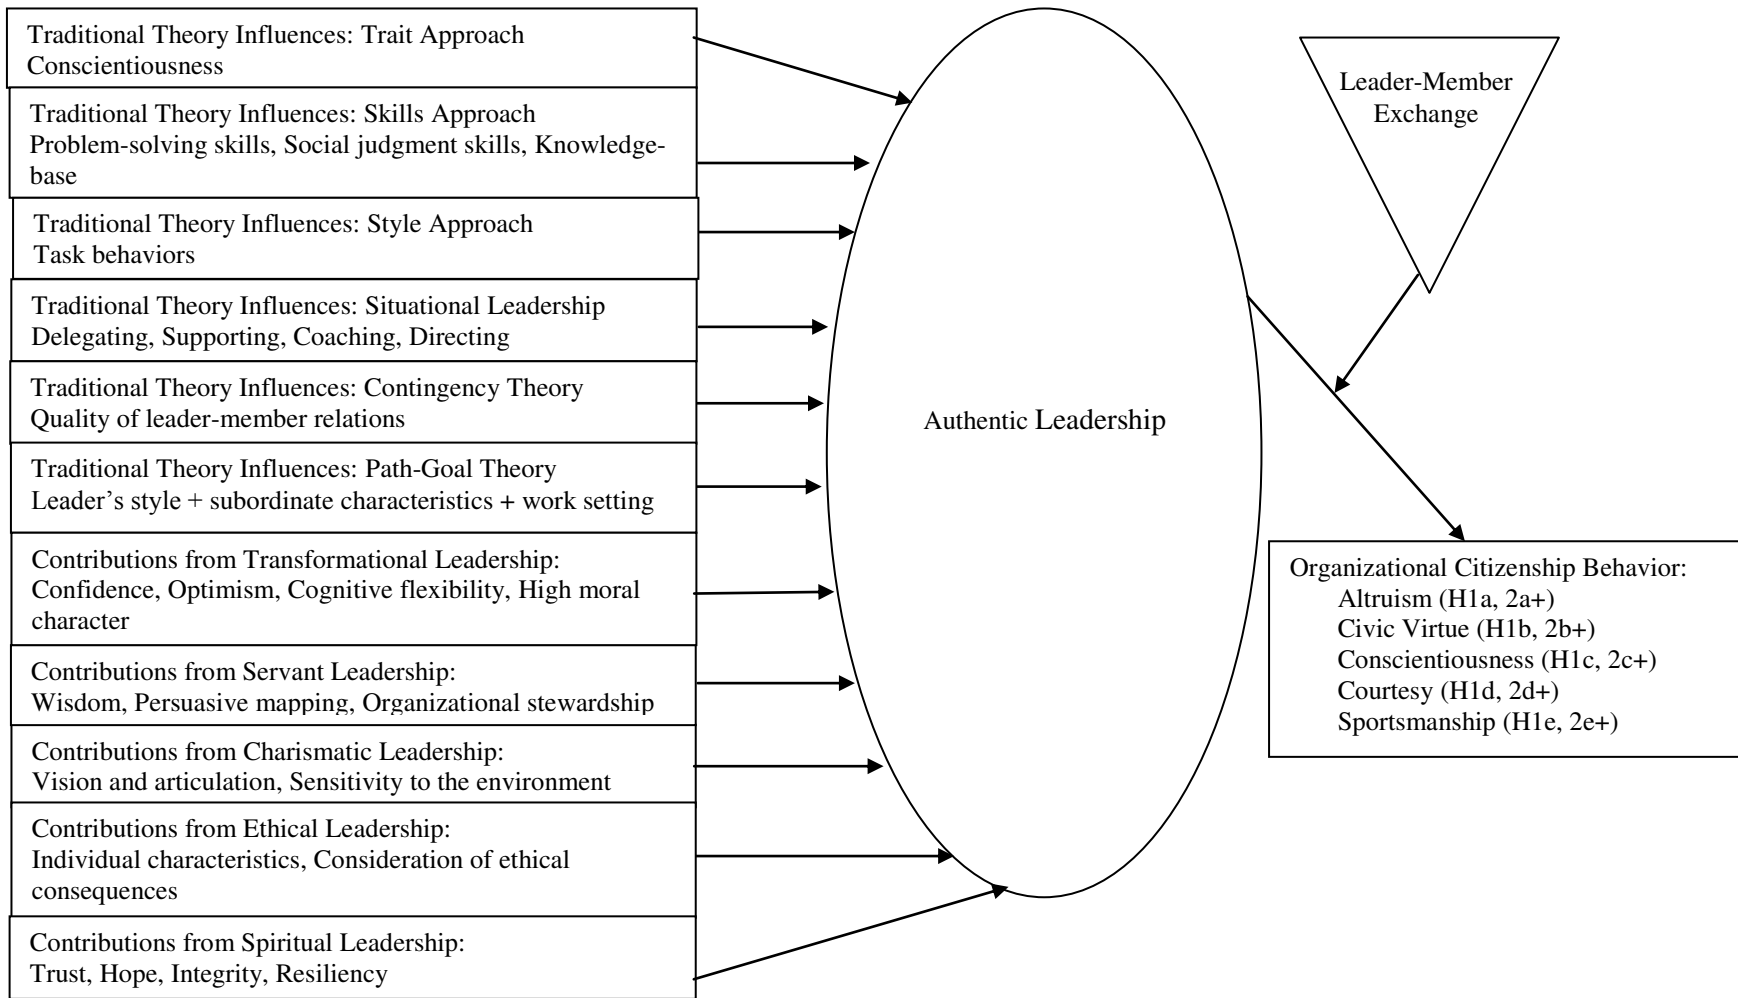 Traditional Theory Influences: Trait Approach
Conscientiousness
Traditional Theory Influences: Skills Approach
Problem-solving skills, Social judgment skills, Knowledge-
base
Traditional Theory Influences: Style Approach
Task behaviors
Traditional Theory Influences: Situational Leadership
Delegating, Supporting, Coaching, Directing
Traditional Theory Influences: Contingency Theory
Quality of leader-member relations
Traditional Theory Influences: Path-Goal Theory
Leader’s style + subordinate characteristics + work setting
Contributions from Transformational Leadership:
Confidence, Optimism, Cognitive flexibility, High moral
character
Contributions from Servant Leadership:
Wisdom, Persuasive mapping, Organizational stewardship
Contributions from Charismatic Leadership:
Vision and articulation, Sensitivity to the environment
Contributions from Ethical Leadership:
Individual characteristics, Consideration of ethical
consequences
Contributions from Spiritual Leadership:
Trust, Hope, Integrity, Resiliency
Authentic Leadership
Leader-Member
Exchange
Organizational Citizenship Behavior:
Altruism (H1a, 2a+)
Civic Virtue (H1b, 2b+)
Conscientiousness (H1c, 2c+)
Courtesy (H1d, 2d+)
Sportsmanship (H1e, 2e+)